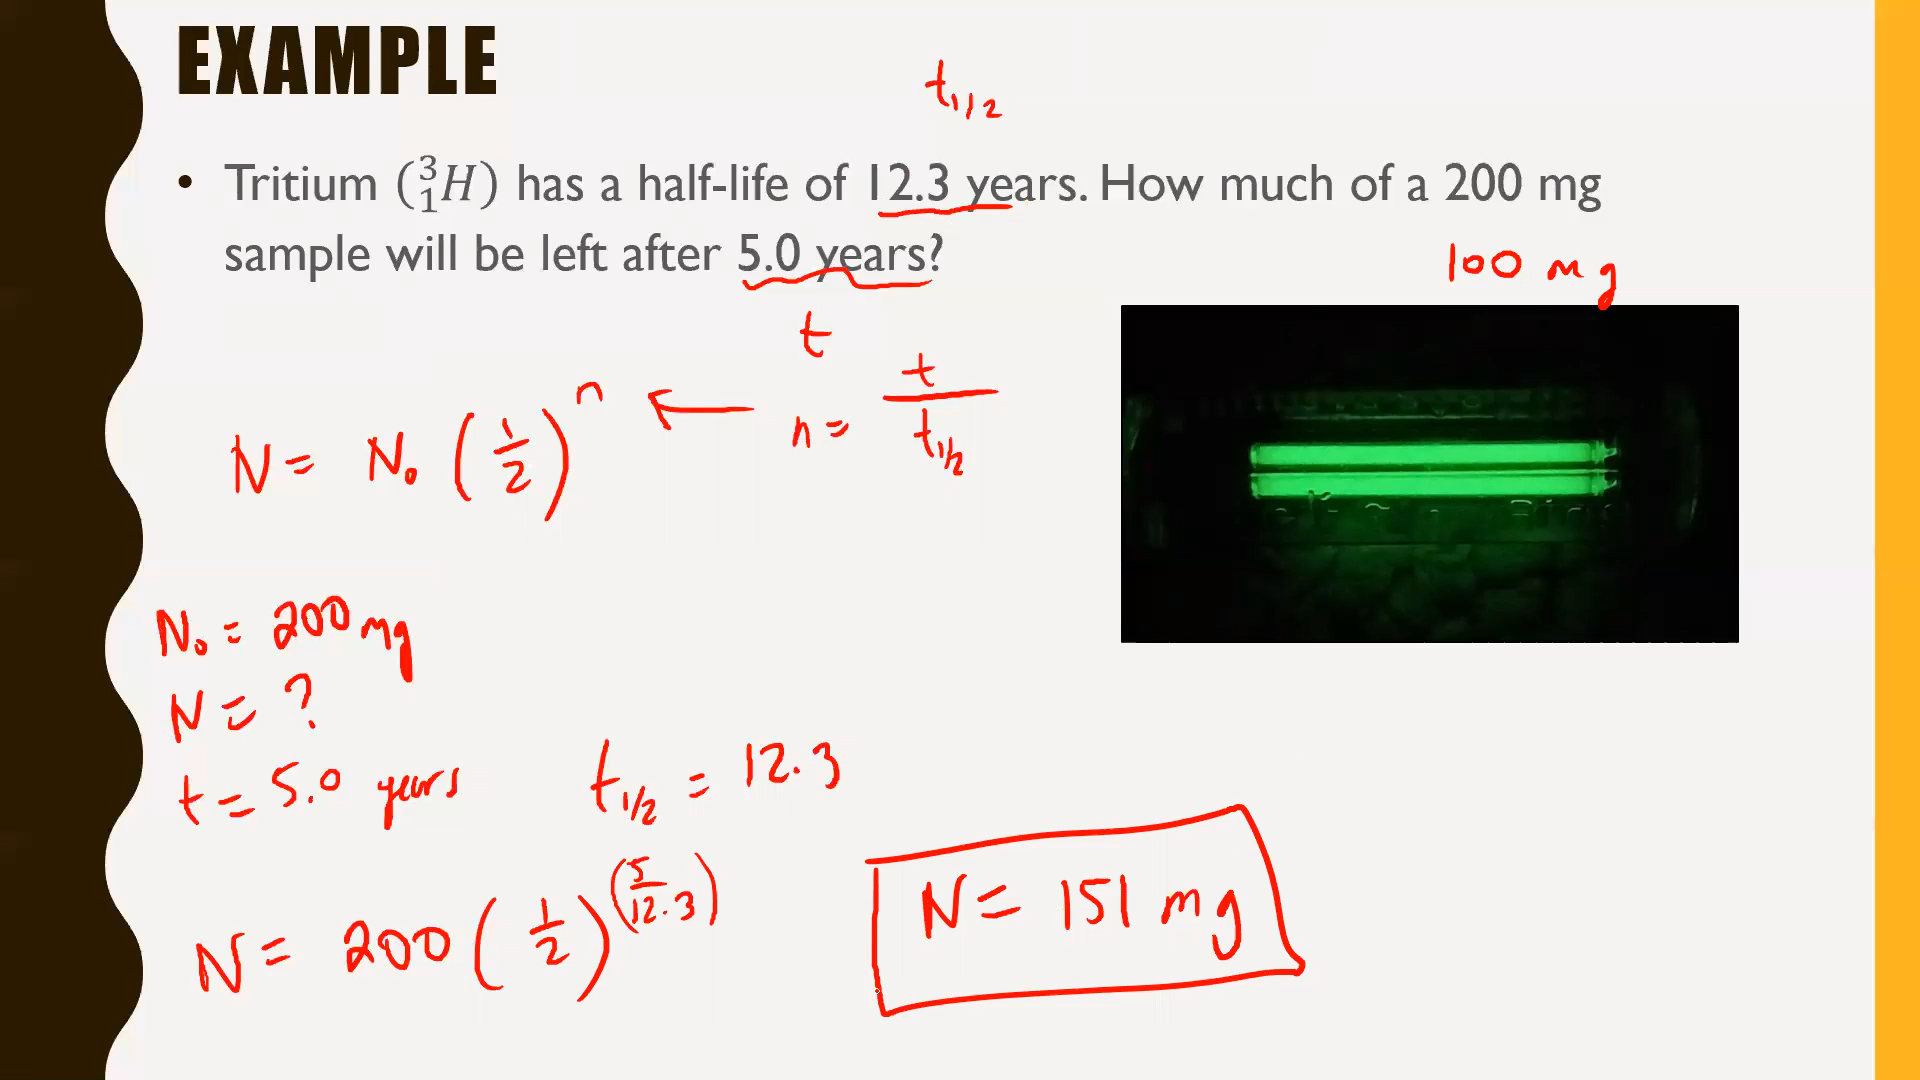 EXAMPLE
t₁/₂
• Tritium (³₁H) has a half-life of 12.3 years. How much of a 200 mg
sample will be left after 5.0 years?
100 mg
t
N = N₀ (1/2)ⁿ ← n = t / t₁/₂
N₀ = 200 mg
N = ?
t = 5.0 years t₁/₂ = 12.3
N = 200 (1/2)^(5/12.3)
N = 151 mg